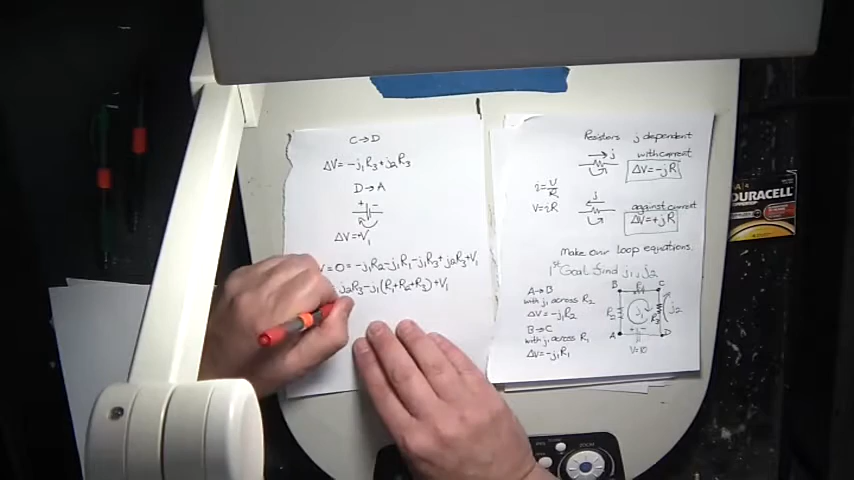 C→D
ΔV = -j₁R₃+j₂R₃
D→A
+ -
R
ΔV=+V₁
V=0=-j₁R₂-j₁R₁-j₁R₃+j₂R₃+V₁
j₂R₃-j₁(R₁+R₂+R₃)+V₁
Resistors j dependent
with current
j
ΔV=-jR
i=V/R
V=iR
against current
j
ΔV=+jR
Make our Loop equations
1st Goal find j₁, j₂
A→B
with j₁ across R₂
ΔV=-j₁R₂
B→C
with j₁ across R₁
ΔV=-j₁R₁
B R₁ C
R₂ j₁ R₃ j₂
A + - D
V=10
DURACELL
ZOOM